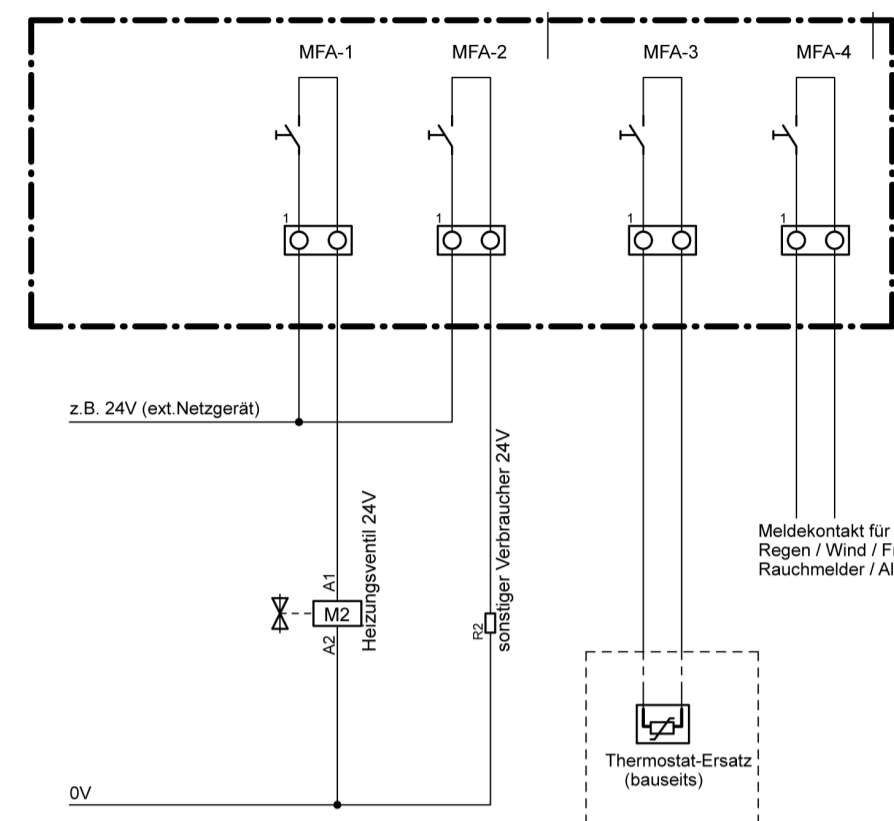 MFA-1
MFA-2
MFA-3
MFA-4
1
1
1
1
z.B. 24V (ext.Netzgerät)
Heizungsventil 24V
A1
M2
A2
sonstiger Verbraucher 24V
R2
Meldekontakt für
Regen / Wind /
Rauchmelder /
Thermostat-Ersatz
(bauseits)
0V